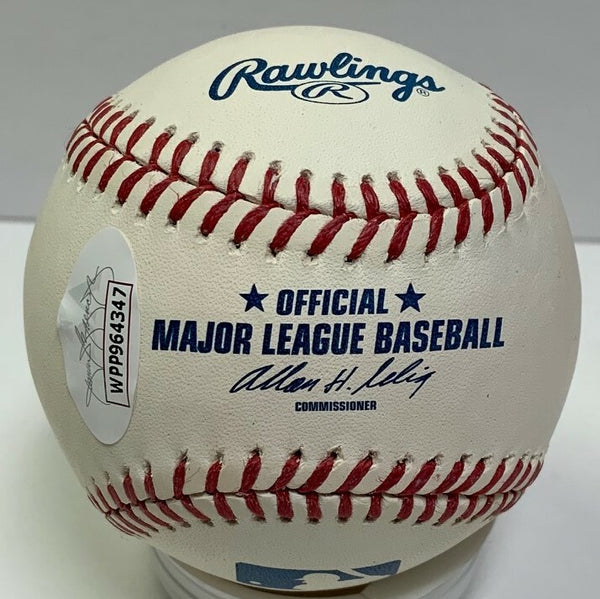 Rawlings ®
R
★ OFFICIAL ★
MAJOR LEAGUE BASEBALL
Allan H. Selig
COMMISSIONER
WPP964347